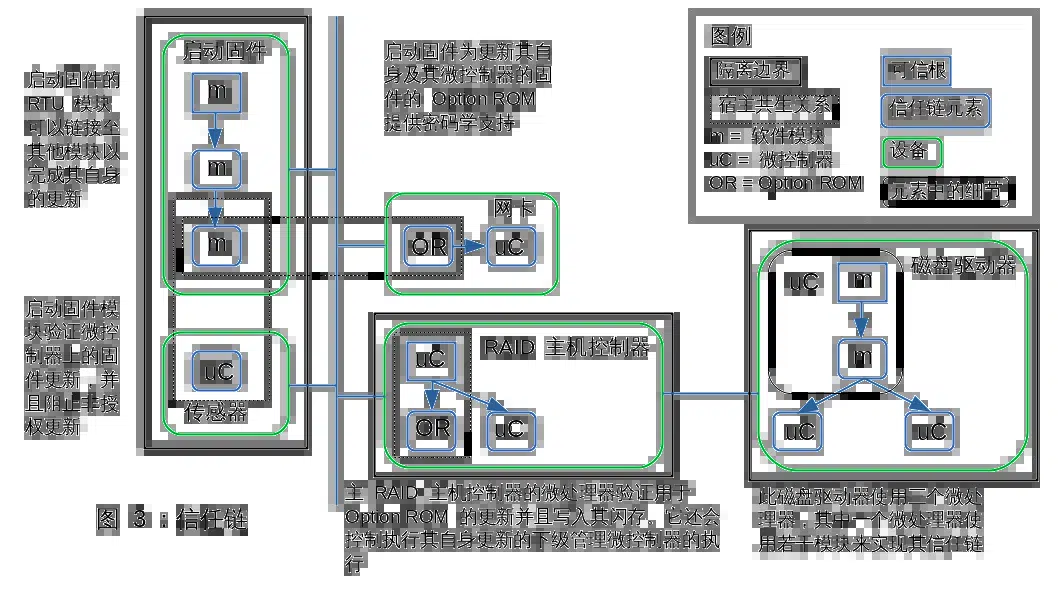 启动固件的
RTU 模块
可以链接至
其他模块以
完成其自身
的更新
启动固件模
块验证微控
制器上的固
件更新，并
且阻止非授
权更新
启动固件
m
m
m
uC
传感器
启动固件为更新其自
身及其微控制器的固
件的 Option ROM
提供密码学支持
网卡
OR
uC
RAID 主机控制器
uC
OR
uC
主 RAID 主机控制器的微处理器验证用于
Option ROM 的更新并且写入其闪存。它还会
控制执行其自身更新的下级管理微控制器的执
行
图例
隔离边界
宿主共生关系
m = 软件模块
uC = 微控制器
OR = Option ROM
可信根
信任链元素
设备
元素中的细节
磁盘驱动器
uC
m
m
uC
uC
此磁盘驱动器使用三个微处
理器，其中一个微处理器使
用若干模块来实现其信任链
图 3：信任链